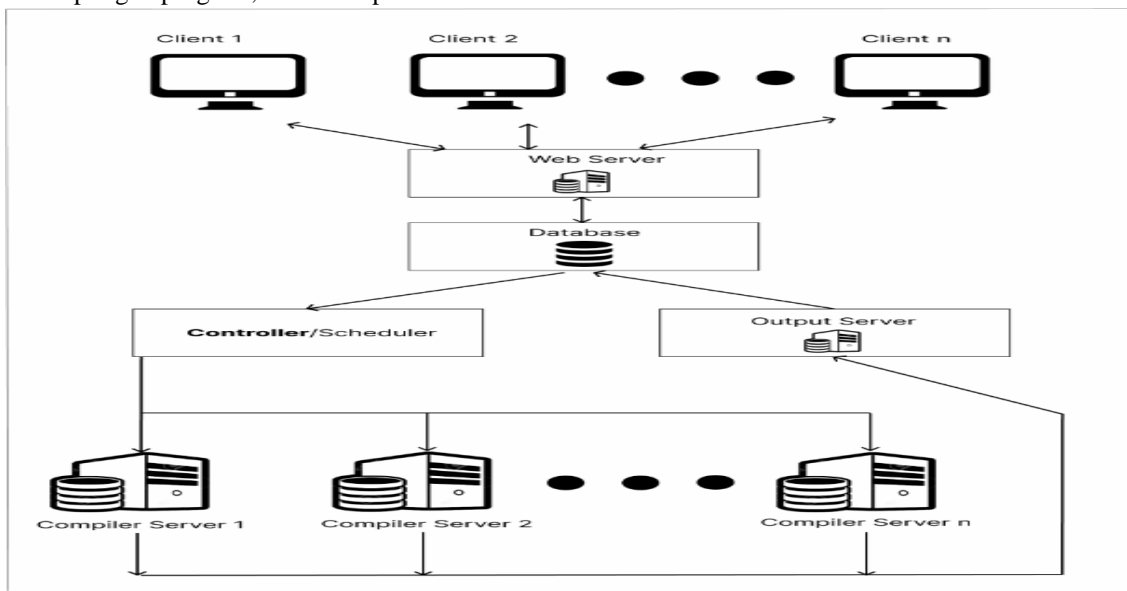 Client 1
Client 2
Client n
Web Server
Database
Controller/Scheduler
Output Server
Compiler Server 1
Compiler Server 2
Compiler Server n